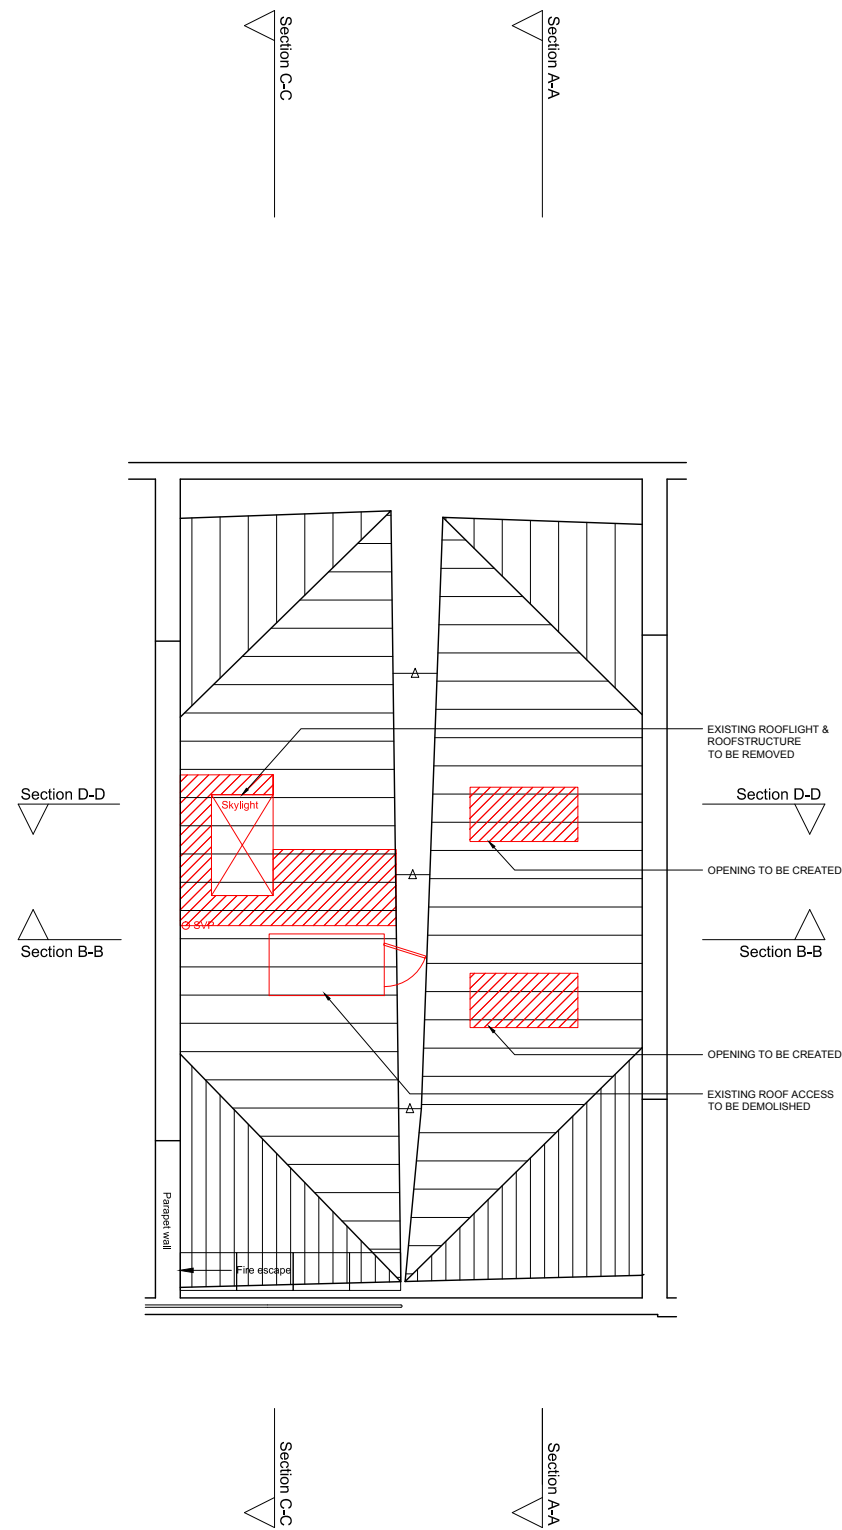 Section C-C
Section A-A
EXISTING ROOFLIGHT &
ROOFSTRUCTURE
TO BE REMOVED
Section D-D
Skylight
Section D-D
OPENING TO BE CREATED
SVP
Section B-B
Section B-B
OPENING TO BE CREATED
EXISTING ROOF ACCESS
TO BE DEMOLISHED
Parapet wall
Fire escape
Section C-C
Section A-A